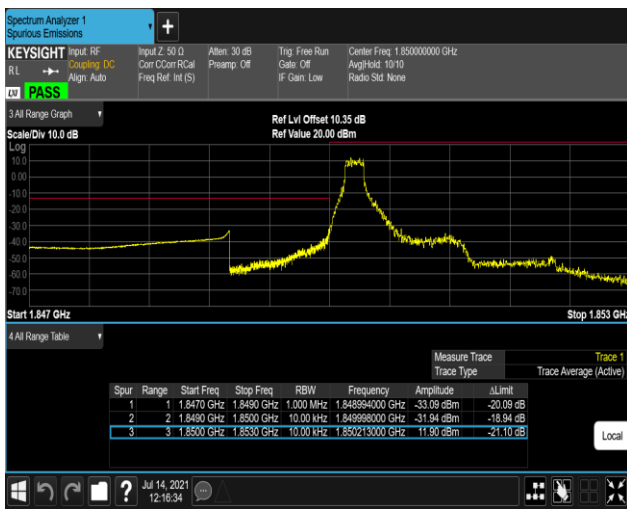 Spectrum Analyzer 1
Spurious Emissions
+
KEYSIGHT Input: RF Input Z: 50 Ω Atten: 30 dB Trig: Free Run Center Freq: 1.850000000 GHz
RL Coupling: DC Corr CCorr RCal Preamp: Off Gate: Off Avg|Hold: 10/10
Align: Auto Freq Ref: Int (S) IF Gain: Low Radio Std: None
LXI PASS
3 All Range Graph
Ref Lvl Offset 10.35 dB
Scale/Div 10.0 dB Ref Value 20.00 dBm
Log
10.0
0.00
-10.0
-20.0
-30.0
-40.0
-50.0
-60.0
-70.0
Start 1.847 GHz Stop 1.853 GHz
4 All Range Table
Measure Trace Trace 1
Trace Type Trace Average (Active)
Spur Range Start Freq Stop Freq RBW Frequency Amplitude ΔLimit
1 1 1.8470 GHz 1.8490 GHz 1.000 MHz 1.848994000 GHz -33.09 dBm -20.09 dB
2 2 1.8490 GHz 1.8500 GHz 10.00 kHz 1.849998000 GHz -31.94 dBm -18.94 dB
3 3 1.8500 GHz 1.8530 GHz 10.00 kHz 1.850213000 GHz 11.90 dBm -21.10 dB
Local
? Jul 14, 2021
12:16:34